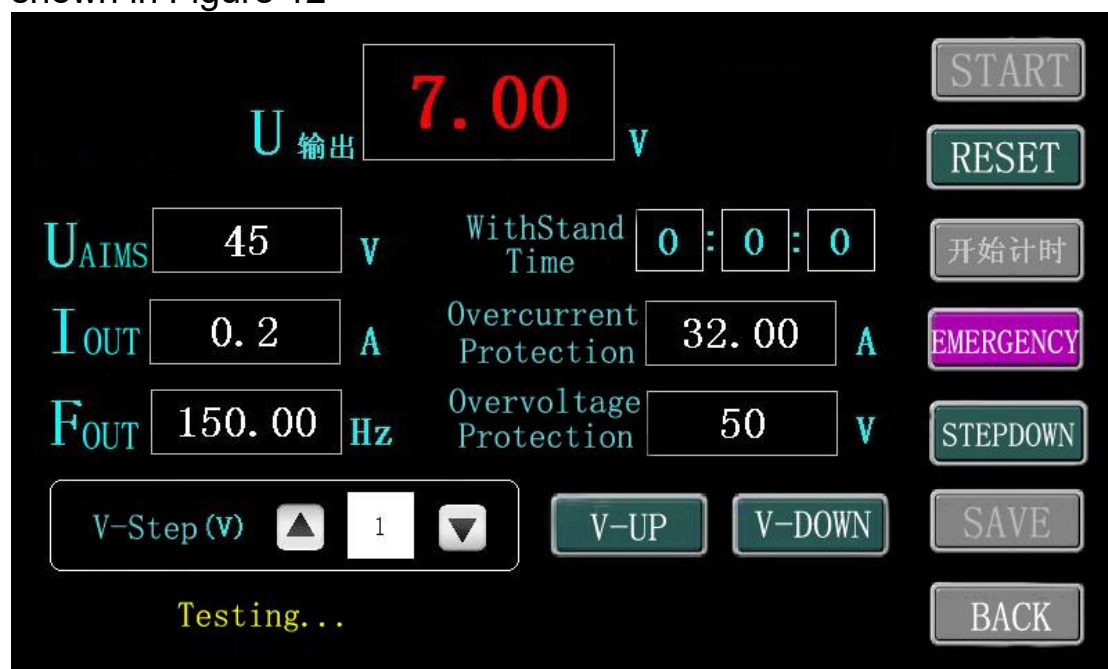 shown in Figure 12
START
U 输出 7.00 V
RESET
UAIMS 45 V
WithStand Time 0 : 0 : 0
开始计时
IOUT 0.2 A
Overcurrent Protection 32.00 A
EMERGENCY
FOUT 150.00 Hz
Overvoltage Protection 50 V
STEPDOWN
V-Step(V) 1
V-UP
V-DOWN
SAVE
Testing...
BACK